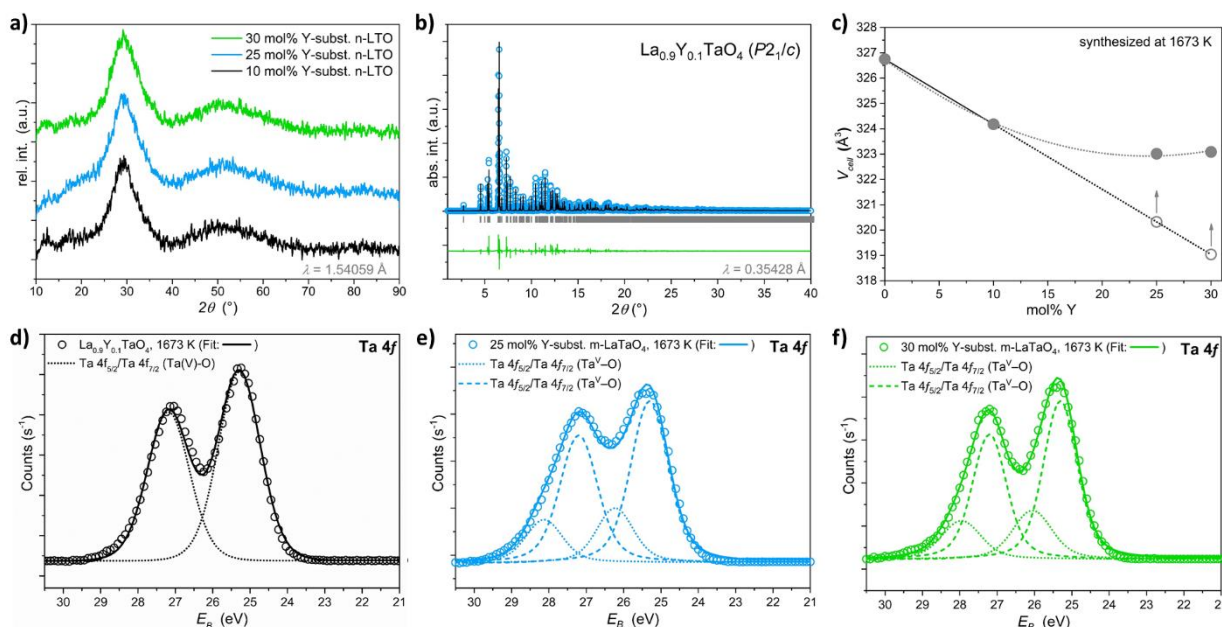 a)
rel. int. (a.u.)
30 mol% Y-subst. n-LTO
25 mol% Y-subst. n-LTO
10 mol% Y-subst. n-LTO
λ = 1.54059 Å
10 20 30 40 50 60 70 80 90
2θ (°)
b)
abs. int. (a.u.)
La0.9Y0.1TaO4 (P21/c)
λ = 0.35428 Å
5 10 15 20 25 30 35 40
2θ (°)
c)
synthesized at 1673 K
Vcell (Å3)
328
327
326
324
323
321
320
319
318
0 5 10 15 20 25 30
mol% Y
d)
Ta 4f
La0.9Y0.1TaO4, 1673 K (Fit: )
Ta 4f5/2/Ta 4f7/2 (Ta(V)-O)
Counts (s-1)
30 29 28 27 26 25 24 23 22 21
EB (eV)
e)
Ta 4f
25 mol% Y-subst. m-LaTaO4, 1673 K (Fit: )
Ta 4f5/2/Ta 4f7/2 (TaV–O)
Ta 4f5/2/Ta 4f7/2 (TaV–O)
Counts (s-1)
30 29 28 27 26 25 24 23 22 21
EB (eV)
f)
Ta 4f
30 mol% Y-subst. m-LaTaO4, 1673 K (Fit: )
Ta 4f5/2/Ta 4f7/2 (TaV–O)
Ta 4f5/2/Ta 4f7/2 (TaV–O)
Counts (s-1)
30 29 28 27 26 25 24 23 22 21
(eV)